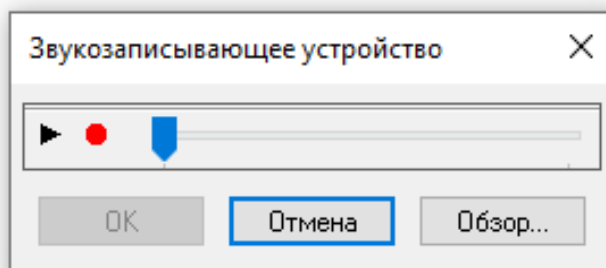 Звукозаписывающее устройство
OK
Отмена
Обзор...